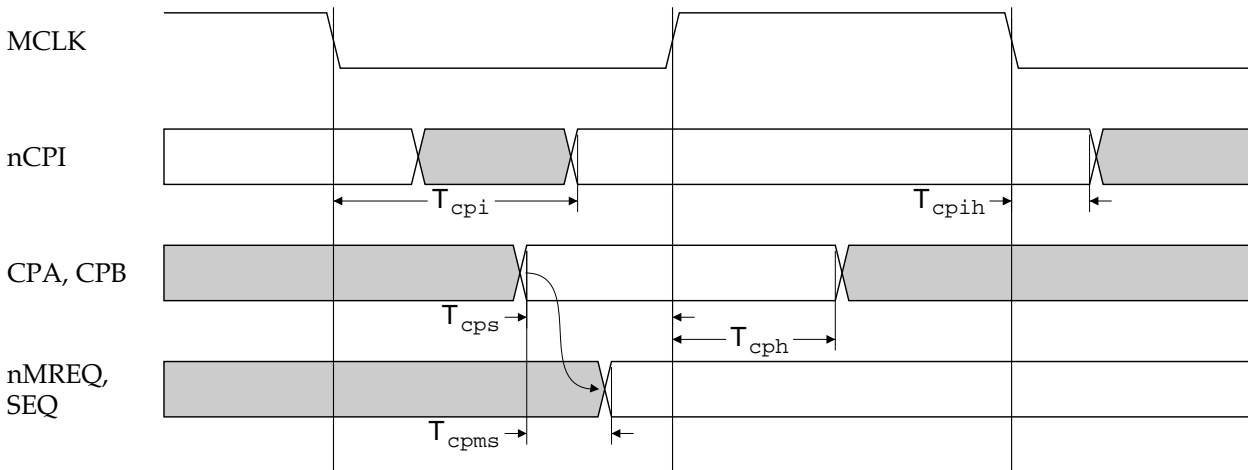 MCLK
nCPI
Tcpi
Tcpih
CPA, CPB
Tcps
Tcph
nMREQ,
SEQ
Tcpms